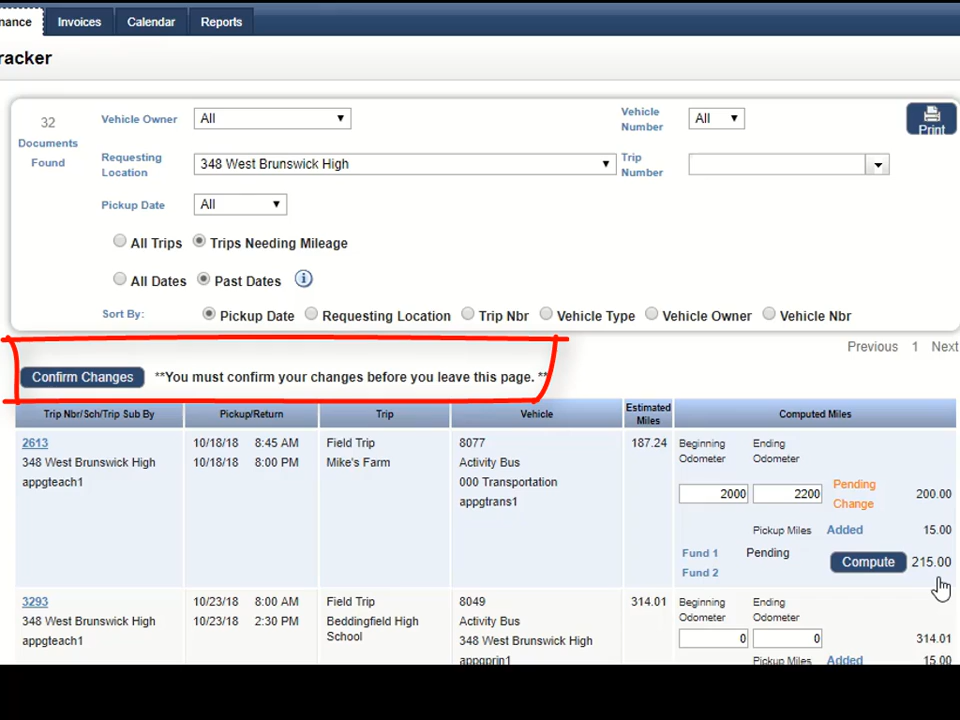 nance Invoices Calendar Reports
racker
32 Documents Found
Vehicle Owner All Vehicle Number All Print
Requesting Location 348 West Brunswick High Trip Number
Pickup Date All
All Trips Trips Needing Mileage
All Dates Past Dates i
Sort By: Pickup Date Requesting Location Trip Nbr Vehicle Type Vehicle Owner Vehicle Nbr
Previous 1 Next
Confirm Changes **You must confirm your changes before you leave this page. **
Trip Nbr/Sch/Trip Sub By Pickup/Return Trip Vehicle Estimated Miles Computed Miles
2613 10/18/18 8:45 AM Field Trip 8077 187.24 Beginning Odometer Ending Odometer
348 West Brunswick High 10/18/18 8:00 PM Mike's Farm Activity Bus
appgteach1 000 Transportation
appgtrans1 2000 2200 Pending Change 200.00
Pickup Miles Added 15.00
Fund 1 Pending Compute 215.00
Fund 2
3293 10/23/18 8:00 AM Field Trip 8049 314.01 Beginning Odometer Ending Odometer
348 West Brunswick High 10/23/18 2:30 PM Beddingfield High School Activity Bus
appgteach1 348 West Brunswick High 0 0 314.01
appgprin1 Pickup Miles Added 15.00